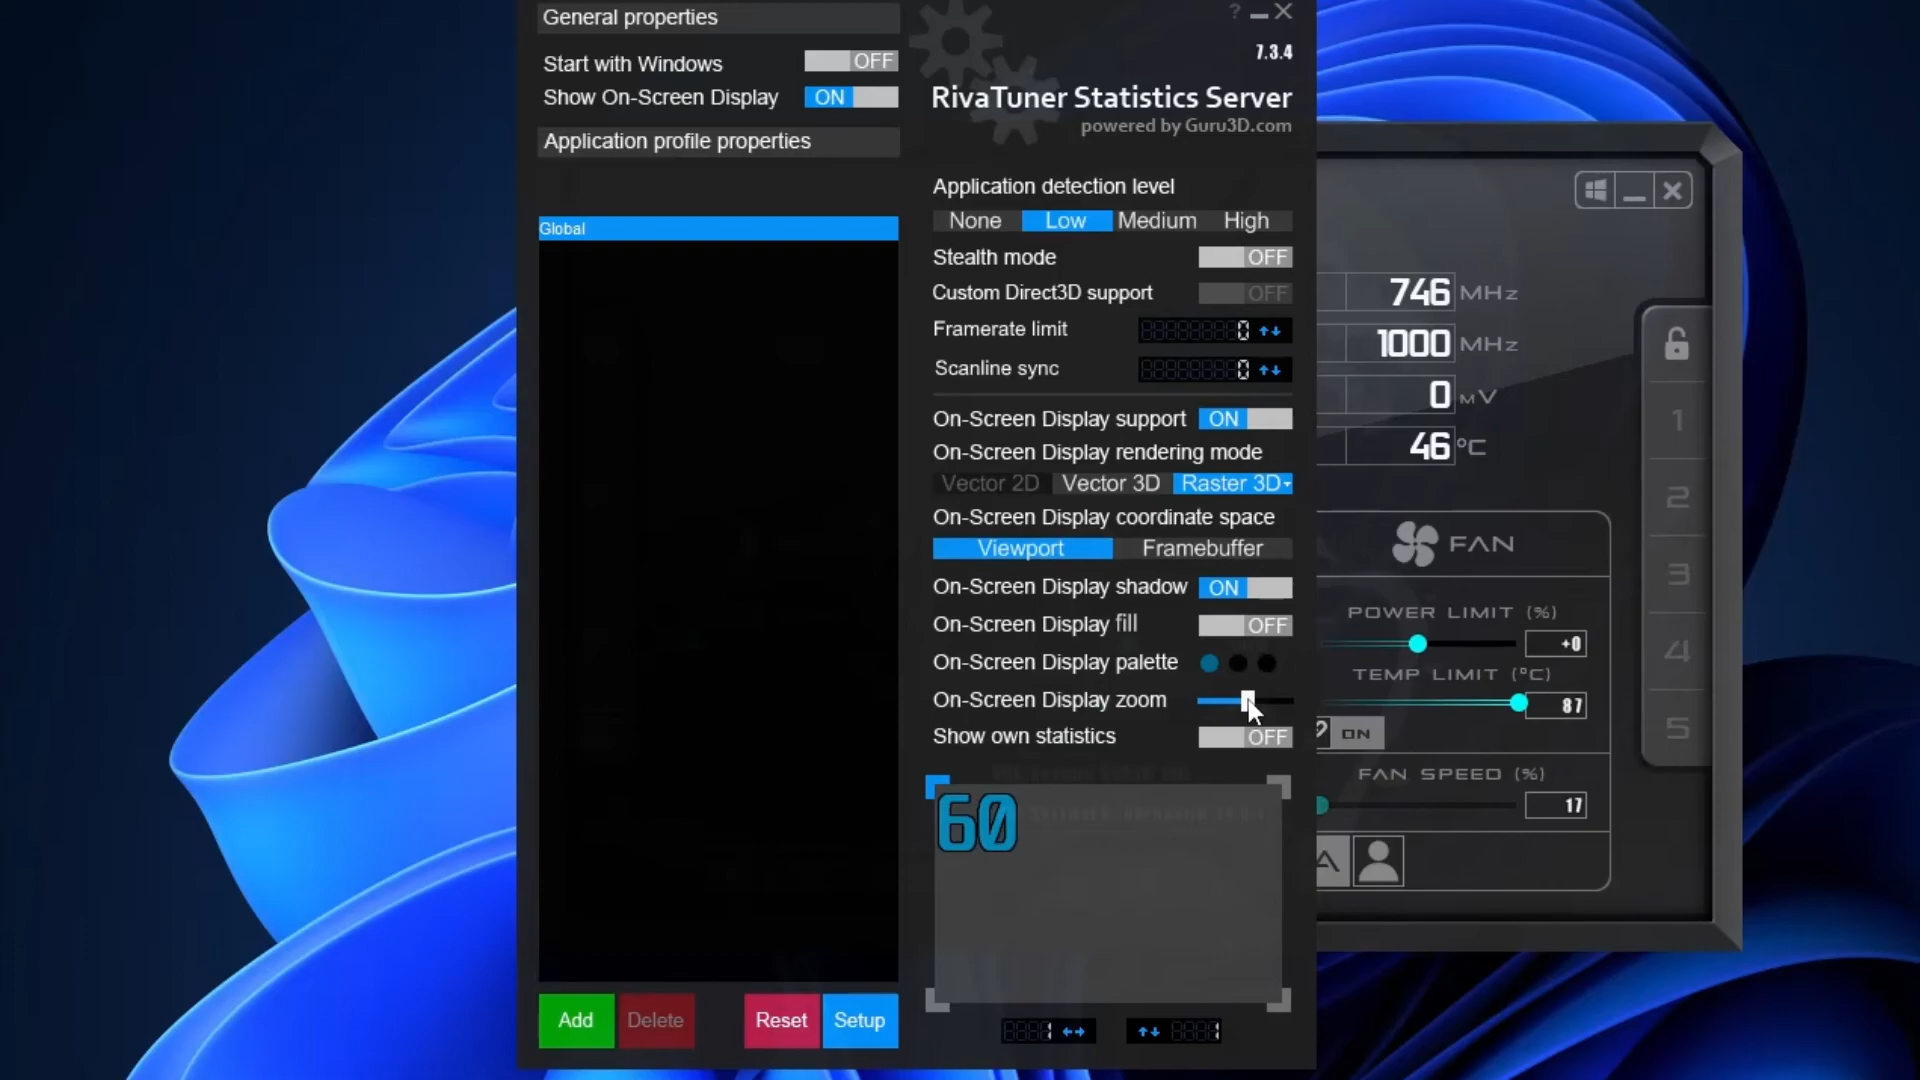 General properties
Start with Windows OFF
Show On-Screen Display ON
Application profile properties
Global
Add Delete Reset Setup
?
7.3.4
RivaTuner Statistics Server
powered by Guru3D.com
Application detection level
None Low Medium High
Stealth mode OFF
Custom Direct3D support OFF
Framerate limit 0
Scanline sync 0
On-Screen Display support ON
On-Screen Display rendering mode
Vector 2D Vector 3D Raster 3D
On-Screen Display coordinate space
Viewport Framebuffer
On-Screen Display shadow ON
On-Screen Display fill OFF
On-Screen Display palette
On-Screen Display zoom
Show own statistics OFF
60
1
1
746 MHz
1000 MHz
0 MV
46 °C
FAN
POWER LIMIT (%)
+0
TEMP LIMIT (°C)
87
ON
FAN SPEED (%)
17
A
1
2
3
4
5